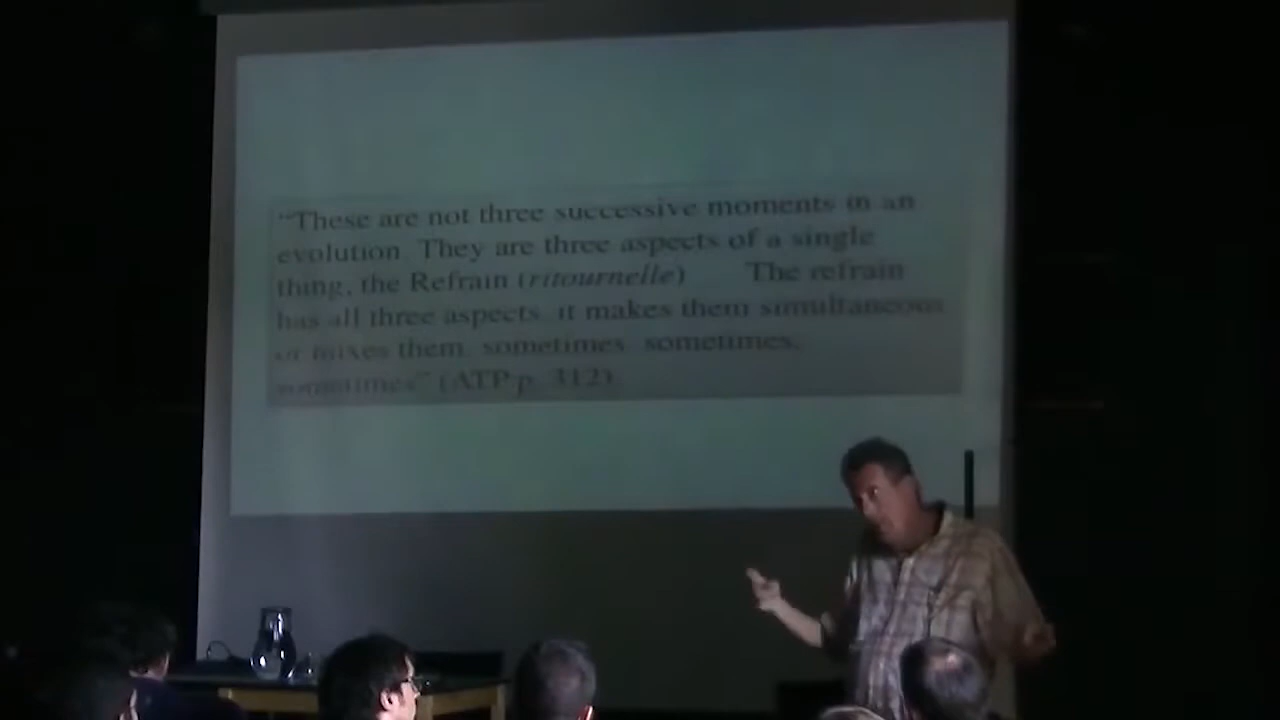 “These are not three successive moments in an
evolution. They are three aspects of a single
thing, the Refrain (ritournelle) The refrain
has all three aspects, it makes them simultaneous
or mixes them, sometimes, sometimes,
sometimes” (ATP p. 312).